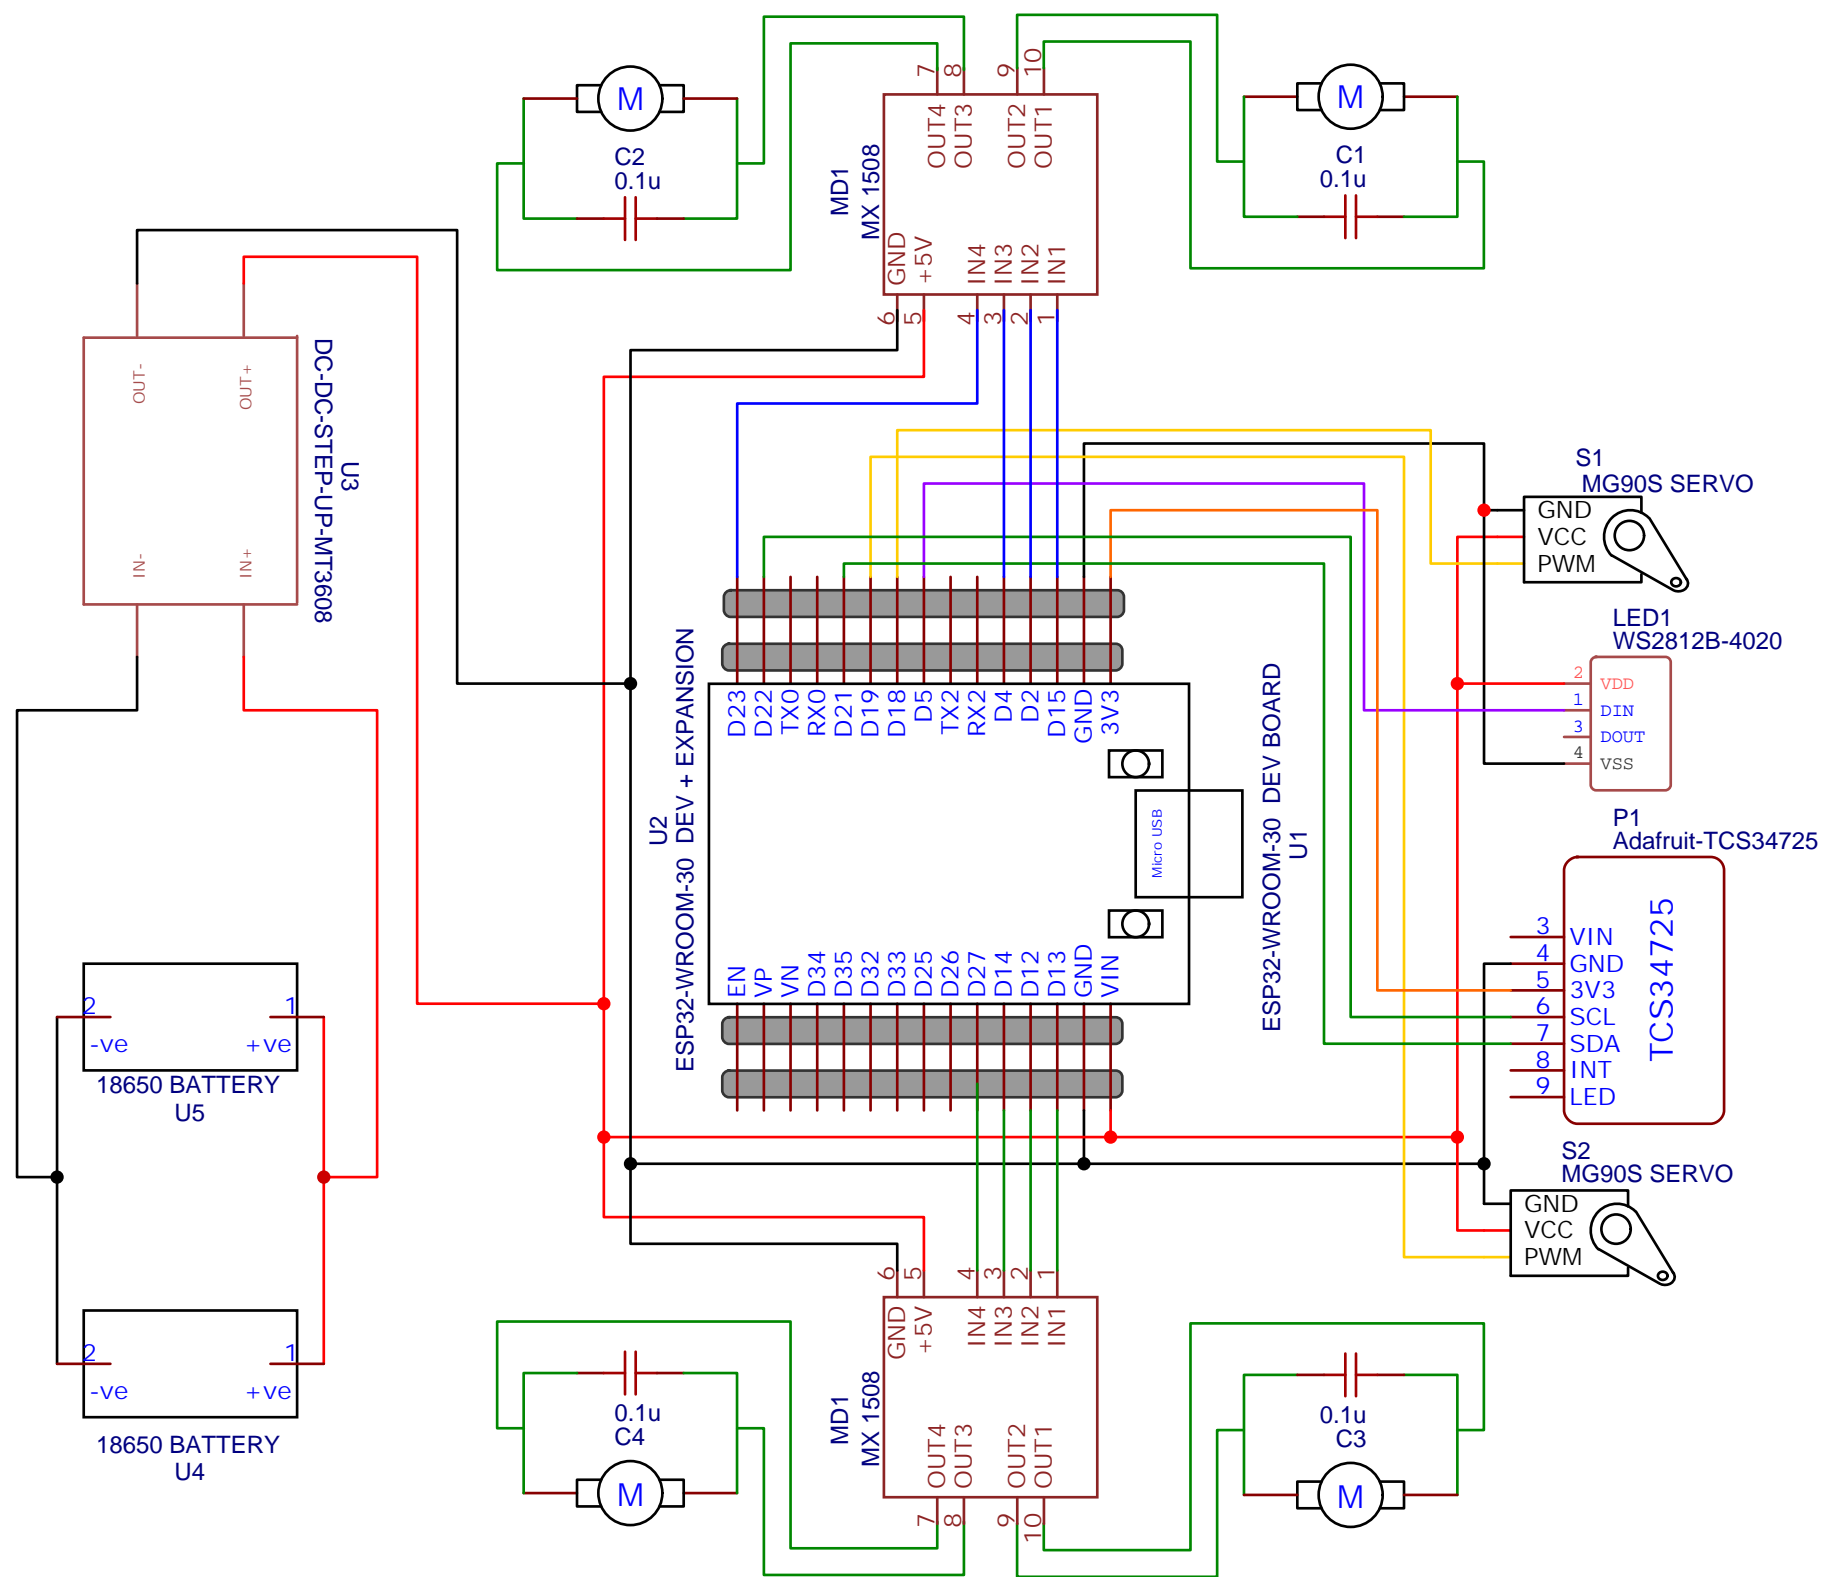 7
8
9
10
OUT4
OUT3
OUT2
OUT1
MD1
MX 1508
GND
+5V
IN4
IN3
IN2
IN1
6
5
4
3
2
1
M
C2
0.1u
M
C1
0.1u
OUT-
OUT+
IN-
IN+
U3
DC-DC-STEP-UP-MT3608
S1
MG90S SERVO
GND
VCC
PWM
LED1
WS2812B-4020
2 VDD
1 DIN
3 DOUT
4 VSS
P1
Adafruit-TCS34725
TCS34725
3 VIN
4 GND
5 3V3
6 SCL
7 SDA
8 INT
9 LED
S2
MG90S SERVO
GND
VCC
PWM
D23
D22
TX0
RX0
D21
D19
D18
D5
TX2
RX2
D4
D2
D15
GND
3V3
U2
ESP32-WROOM-30 DEV + EXPANSION
Micro USB
ESP32-WROOM-30 DEV BOARD
U1
EN
VP
VN
D34
D35
D32
D33
D25
D26
D27
D14
D12
D13
GND
VIN
2
1
-ve
+ve
18650 BATTERY
U5
2
1
-ve
+ve
18650 BATTERY
U4
6
5
4
3
2
1
GND
+5V
IN4
IN3
IN2
IN1
MD1
MX 1508
OUT4
OUT3
OUT2
OUT1
7
8
9
10
0.1u
C4
M
0.1u
C3
M